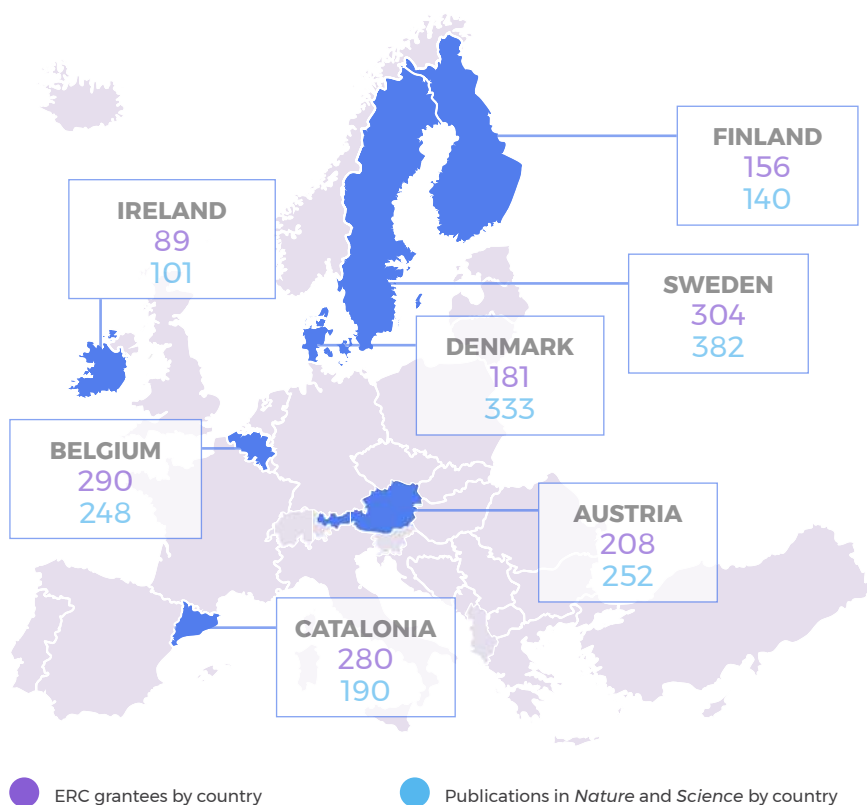 FINLAND
156
140
IRELAND
89
101
SWEDEN
304
382
DENMARK
181
333
BELGIUM
290
248
AUSTRIA
208
252
CATALONIA
280
190
ERC grantees by country
Publications in Nature and Science by country